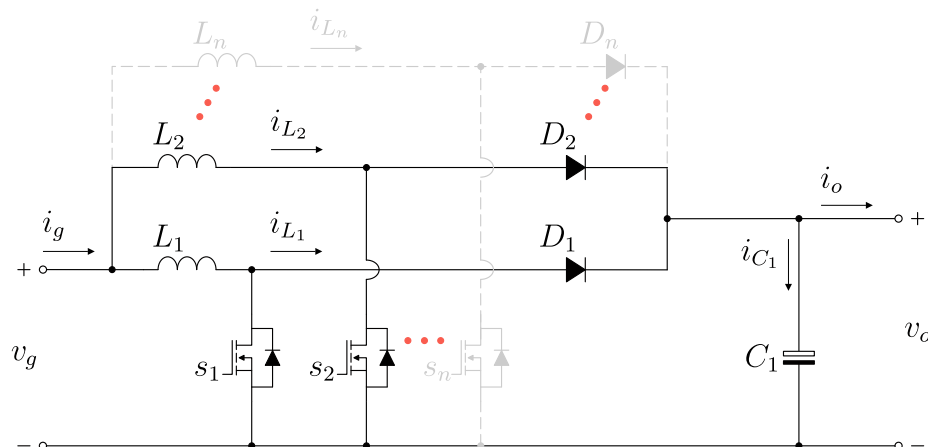 L_n i_{L_n} D_n
L_2 i_{L_2} D_2
i_g L_1 i_{L_1} D_1 i_o
+ +
i_{C_1}
v_g s_1 s_2 s_n C_1 v_o
− −